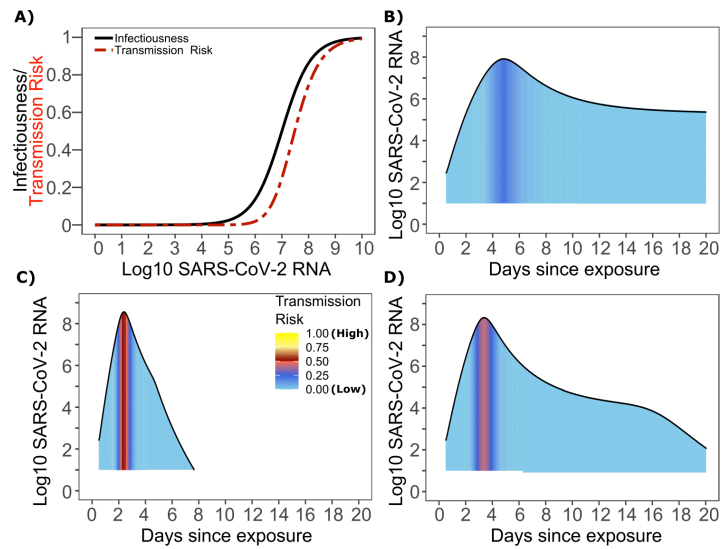 A)
Infectiousness
Transmission Risk
Infectiousness/
Transmission Risk
1
0.8
0.6
0.4
0.2
0
0 1 2 3 4 5 6 7 8 9 10
Log10 SARS-CoV-2 RNA
B)
Log10 SARS-CoV-2 RNA
8
6
4
2
0
0 2 4 6 8 10 12 14 16 18 20
Days since exposure
C)
Log10 SARS-CoV-2 RNA
8
6
4
2
0
0 2 4 6 8 10 12 14 16 18 20
Days since exposure
Transmission
Risk
1.00 (High)
0.75
0.50
0.25
0.00 (Low)
D)
Log10 SARS-CoV-2 RNA
8
6
4
2
0
0 2 4 6 8 10 12 14 16 18 20
Days since exposure